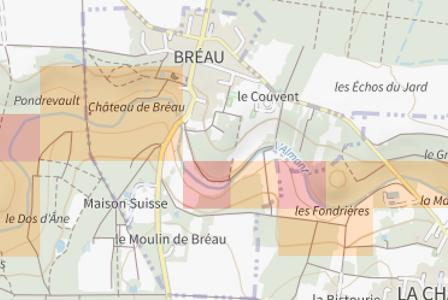 BRÉAU
les Échos du Jard
Pondrevault
Château de Bréau
le Couvent
l'Almont
le Gr
la Ma
Maison Suisse
les Fondrières
le Dos d'Âne
le Moulin de Bréau
la Bistourie
LA CH